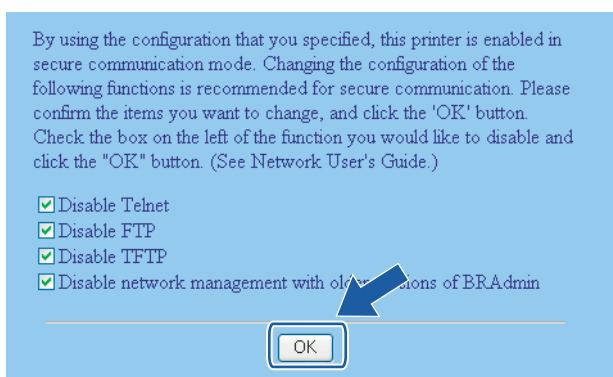 By using the configuration that you specified, this printer is enabled in
secure communication mode. Changing the configuration of the
following functions is recommended for secure communication. Please
confirm the items you want to change, and click the 'OK' button.
Check the box on the left of the function you would like to disable and
click the "OK" button. (See Network User's Guide.)
Disable Telnet
Disable FTP
Disable TFTP
Disable network management with older versions of BRAdmin
OK